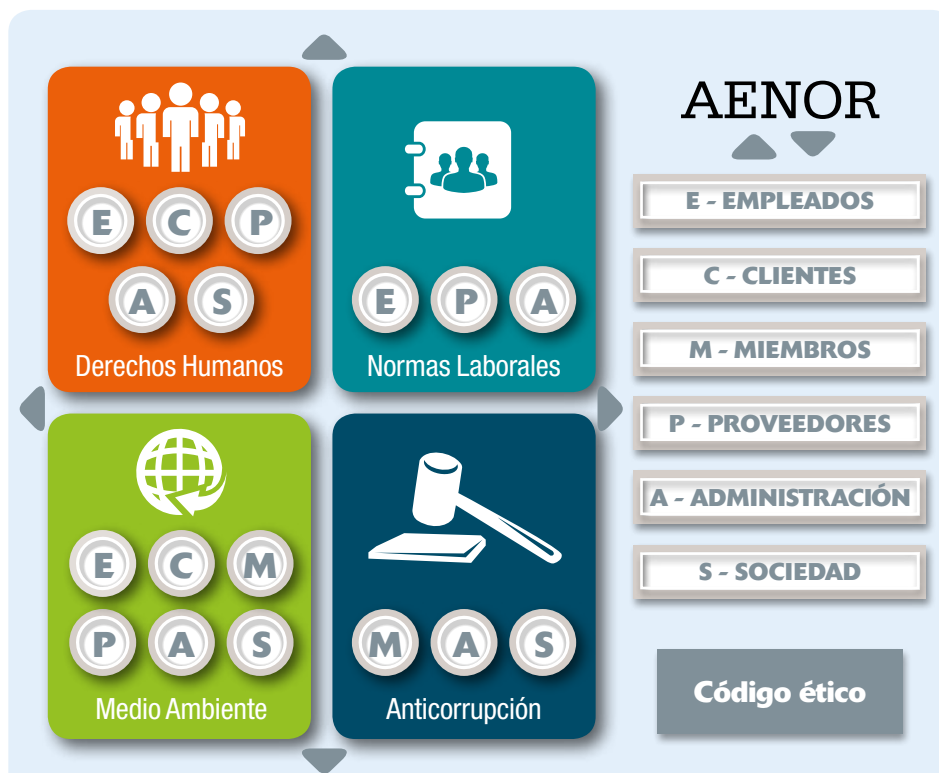 E C P
A S
Derechos Humanos
E P A
Normas Laborales
E C M
P A S
Medio Ambiente
M A S
Anticorrupción
AENOR
E - EMPLEADOS
C - CLIENTES
M - MIEMBROS
P - PROVEEDORES
A - ADMINISTRACIÓN
S - SOCIEDAD
Código ético